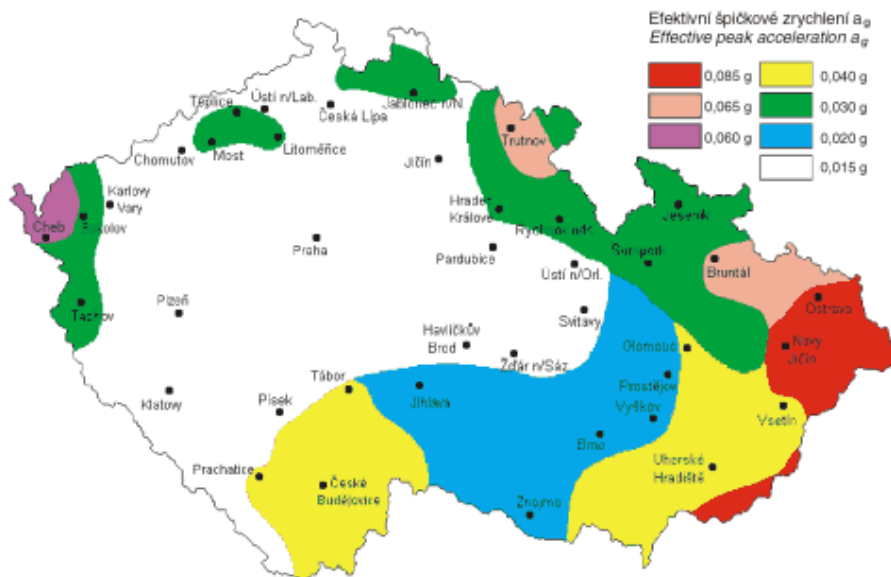 Efektivní špičkové zrychlení ag
Effective peak acceleration ag
0,085 g
0,040 g
0,065 g
0,030 g
0,060 g
0,020 g
0,015 g
Teplice
Ústí n/Lab.
Česká Lípa
Jablonec n/N
Chomutov
Most
Litoměřice
Jičín
Trutnov
Karlovy
Vary
Cheb
Sokolov
Hradec
Králové
Rychnov n/K
Jeseník
Praha
Pardubice
Ústí n/Orl.
Šumperk
Bruntál
Tachov
Plzeň
Svitavy
Ostrava
Havlíčkův
Brod
Žďár n/Sáz
Olomouc
Nový
Jičín
Tábor
Jihlava
Prostějov
Klatovy
Písek
Vyškov
Vsetín
Brno
Prachatice
České
Budějovice
Uherské
Hradiště
Znojmo